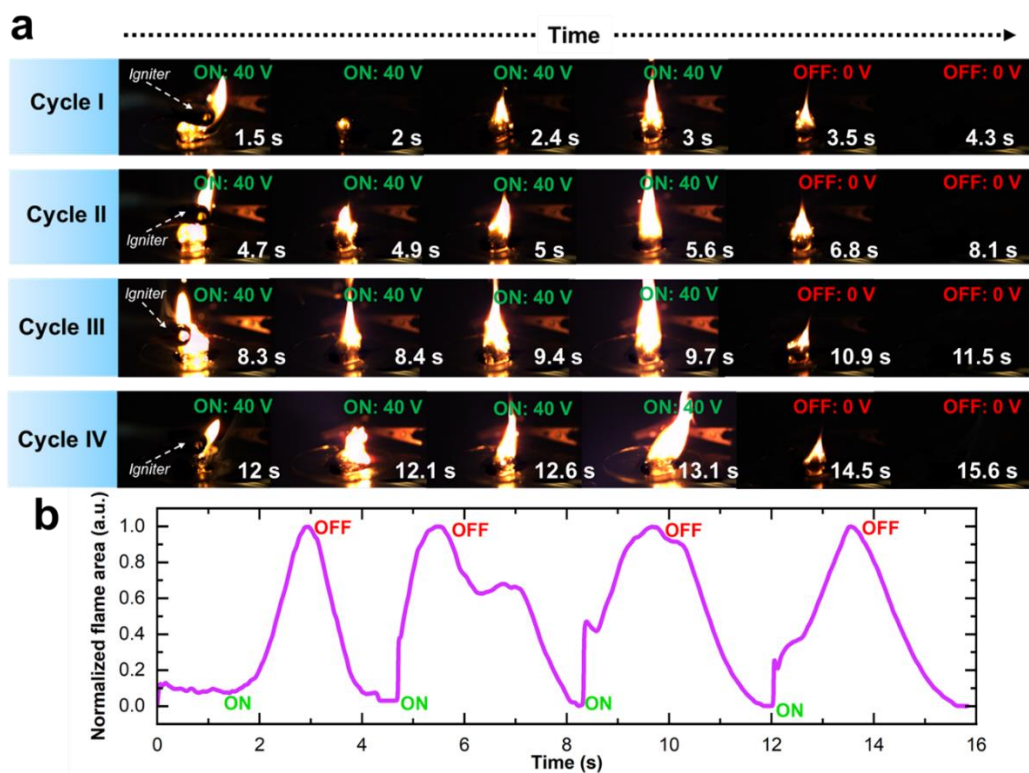 a
Time
Cycle I
Igniter
ON: 40 V
ON: 40 V
ON: 40 V
ON: 40 V
OFF: 0 V
OFF: 0 V
1.5 s
2 s
2.4 s
3 s
3.5 s
4.3 s
Cycle II
Igniter
ON: 40 V
ON: 40 V
ON: 40 V
ON: 40 V
OFF: 0 V
OFF: 0 V
4.7 s
4.9 s
5 s
5.6 s
6.8 s
8.1 s
Cycle III
Igniter
ON: 40 V
ON: 40 V
ON: 40 V
ON: 40 V
OFF: 0 V
OFF: 0 V
8.3 s
8.4 s
9.4 s
9.7 s
10.9 s
11.5 s
Cycle IV
Igniter
ON: 40 V
ON: 40 V
ON: 40 V
ON: 40 V
OFF: 0 V
OFF: 0 V
12 s
12.1 s
12.6 s
13.1 s
14.5 s
15.6 s
b
Normalized flame area (a.u.)
1.0
0.8
0.6
0.4
0.2
0.0
OFF
OFF
OFF
OFF
ON
ON
ON
ON
0
2
4
6
8
10
12
14
16
Time (s)